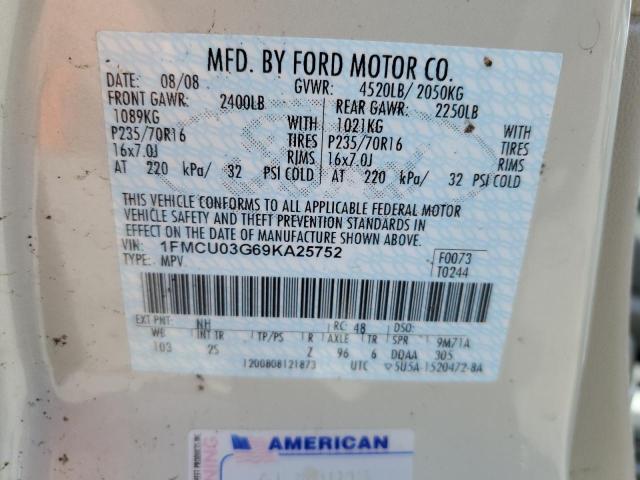 MFD. BY FORD MOTOR CO.
DATE: 08/08 GVWR: 4520LB/ 2050KG
FRONT GAWR: 2400LB REAR GAWR: 2250LB
1089KG WITH 1021KG WITH
P235/70R16 TIRES P235/70R16 TIRES
16x7.0J RIMS 16x7.0J RIMS
AT 220 kPa/ 32 PSI COLD AT 220 kPa/ 32 PSI COLD
THIS VEHICLE CONFORMS TO ALL APPLICABLE FEDERAL MOTOR
VEHICLE SAFETY AND THEFT PREVENTION STANDARDS IN
EFFECT ON THE DATE OF MANUFACTURE SHOWN ABOVE.
VIN: 1FMCU03G69KA25752 F0073
TYPE: MPV T0244
EXT PNT: NH RC: 48 DSO:
WB INT TR TP/PS R AXLE TR SPR 9M71A
103 2S Z 96 6 DQAA 305
1200808121873 UTC 5U5A-1520472-8A
AMERICAN